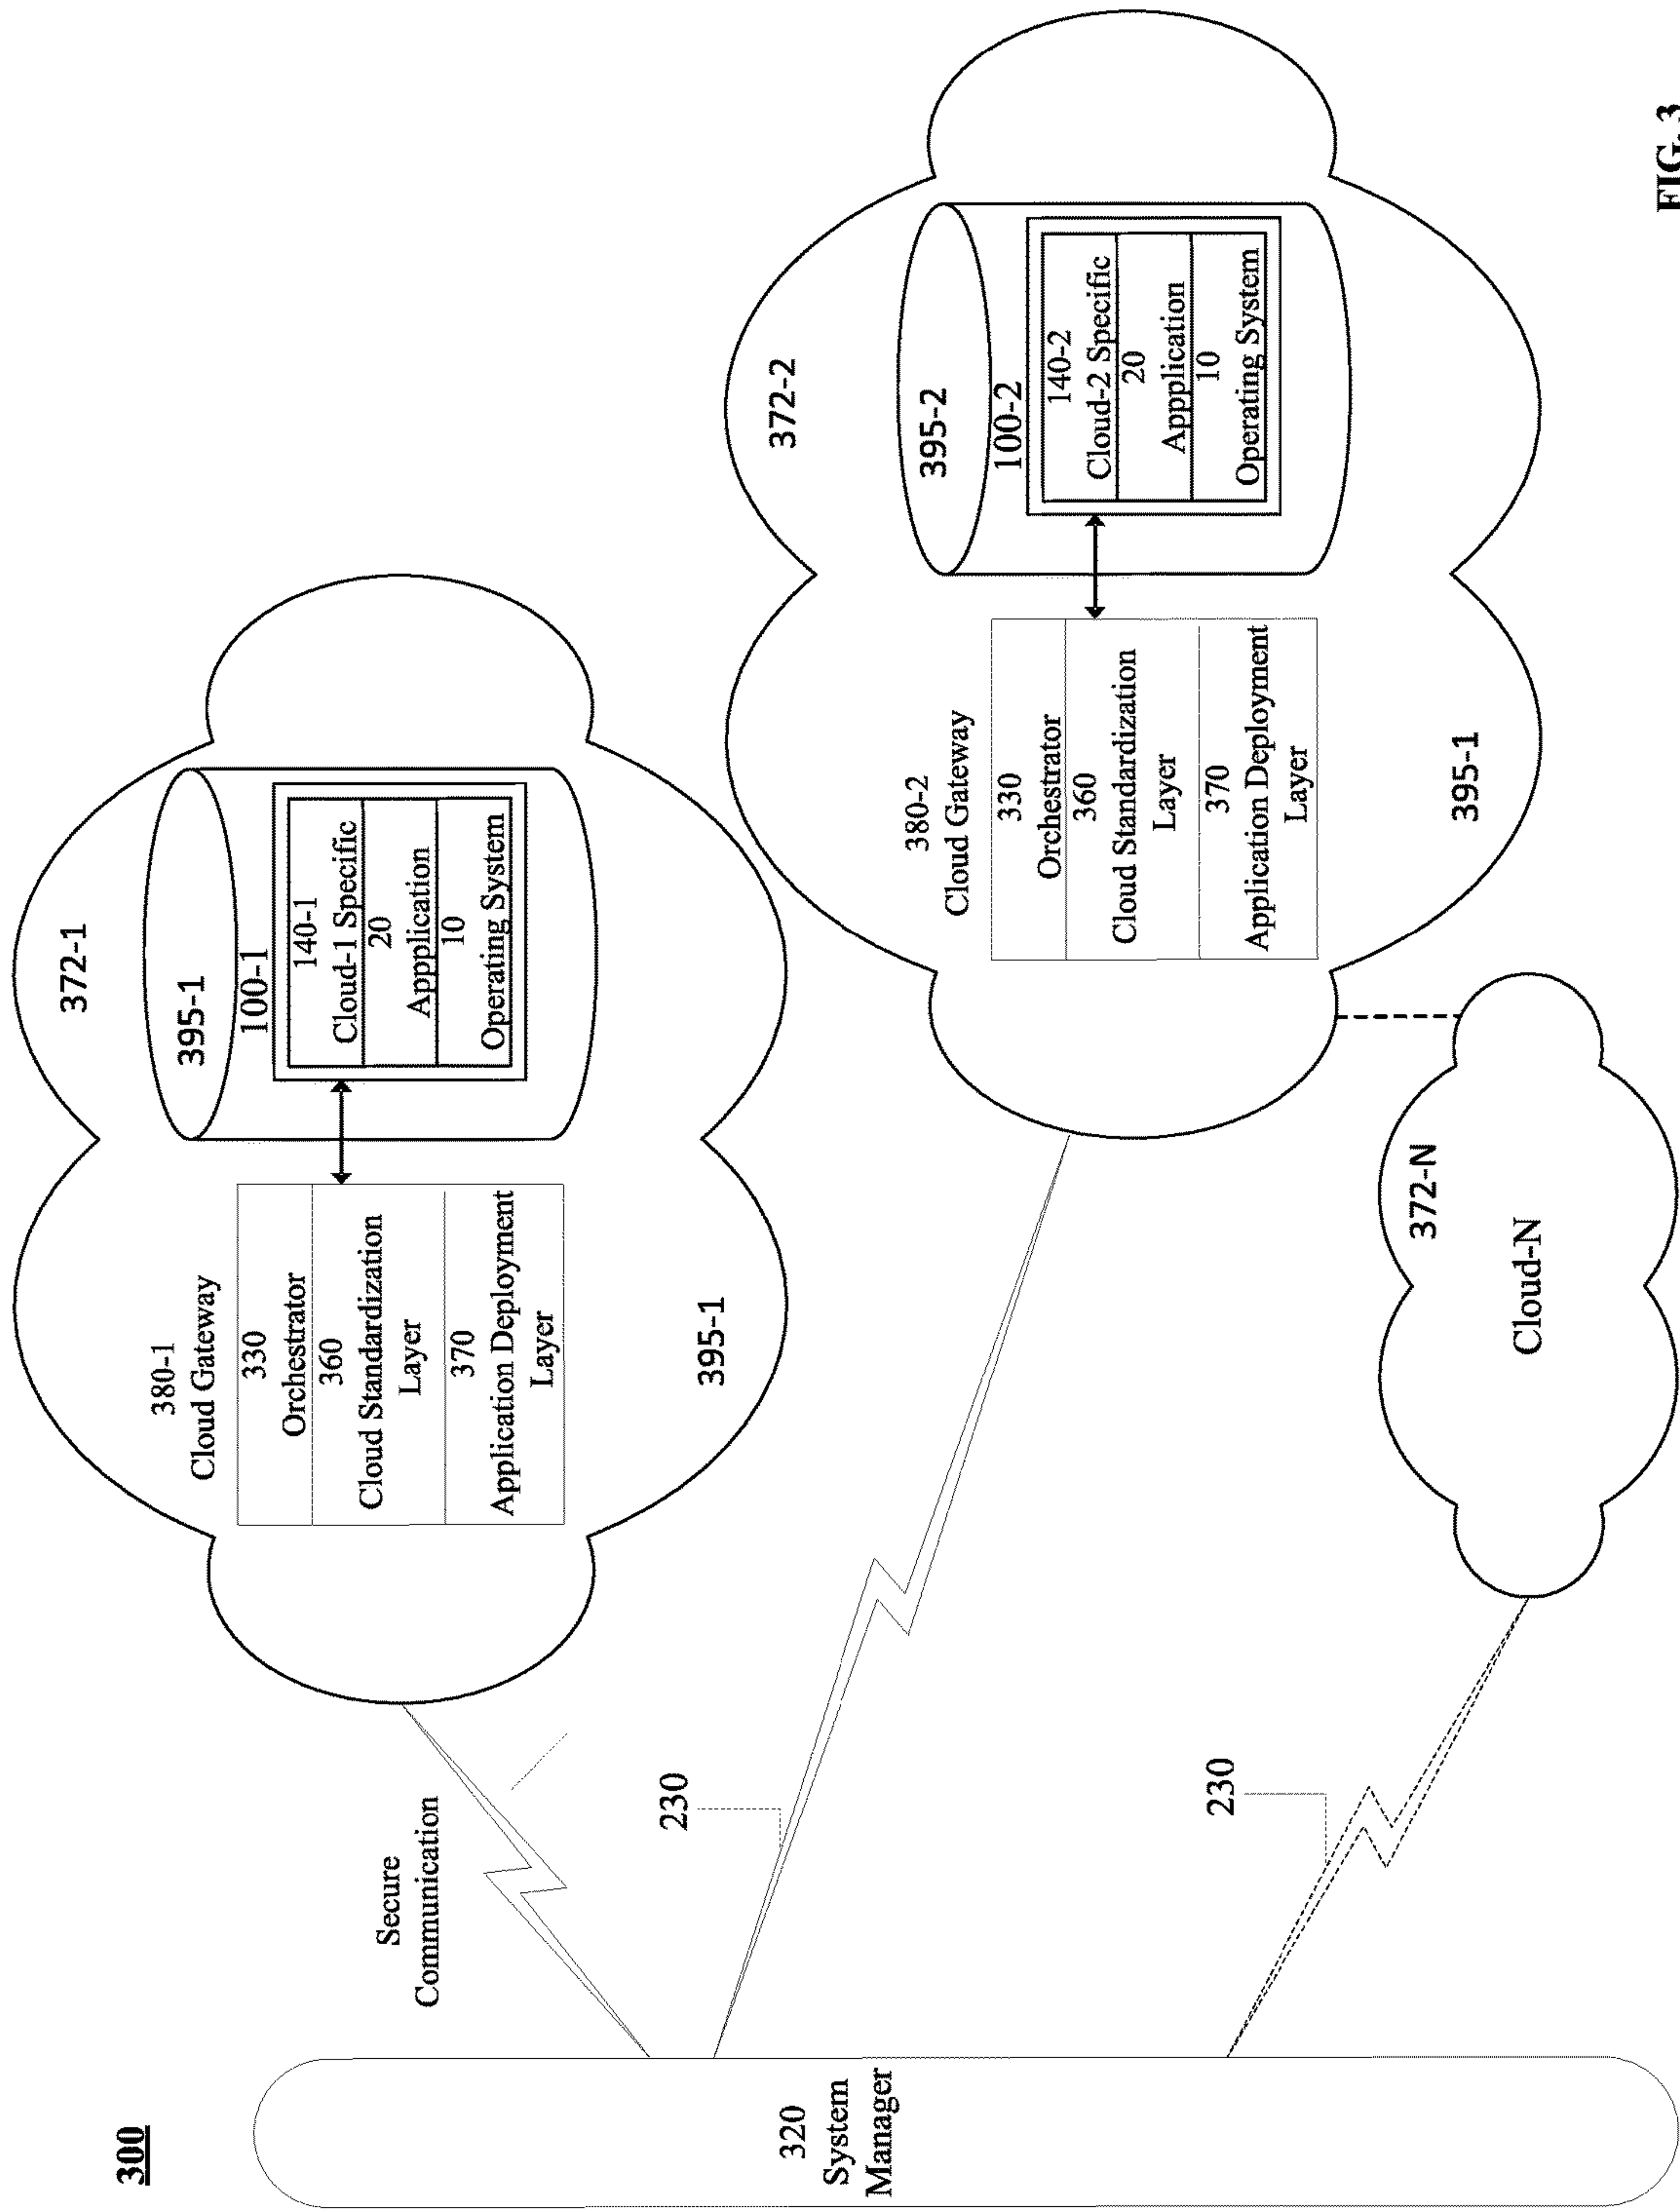 300
320
System
Manager
Secure
Communication
230
230
372-1
380-1
Cloud Gateway
330
Orchestrator
360
Cloud Standardization
Layer
370
Application Deployment
Layer
395-1
395-1
100-1
140-1
Cloud-1 Specific
20
Appplication
10
Operating System
372-2
380-2
Cloud Gateway
330
Orchestrator
360
Cloud Standardization
Layer
370
Application Deployment
Layer
395-1
395-2
100-2
140-2
Cloud-2 Specific
20
Appplication
10
Operating System
372-N
Cloud-N
FIG. 3